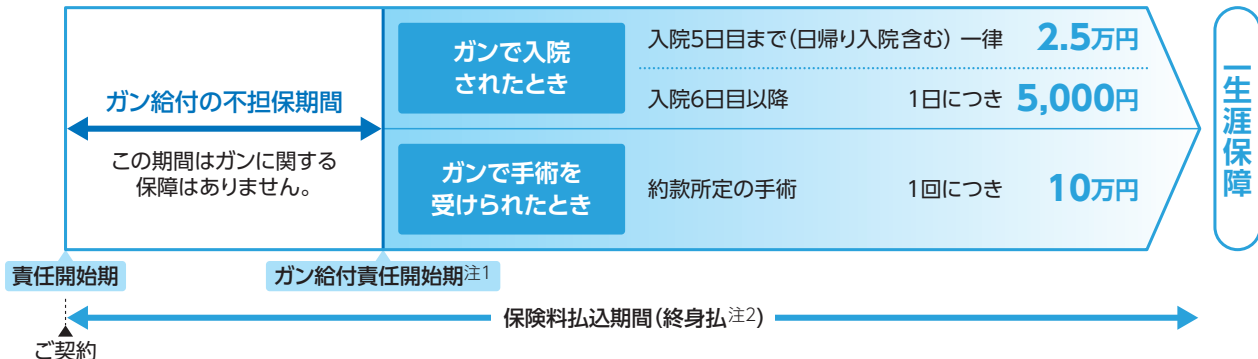 ガン給付の不担保期間
この期間はガンに関する
保障はありません。
ガンで入院
されたとき
入院5日目まで(日帰り入院含む) 一律 2.5万円
入院6日目以降 1日につき 5,000円
ガンで手術を
受けられたとき
約款所定の手術 1回につき 10万円
一生涯保障
責任開始期
ガン給付責任開始期注1
保険料払込期間(終身払注2)
ご契約